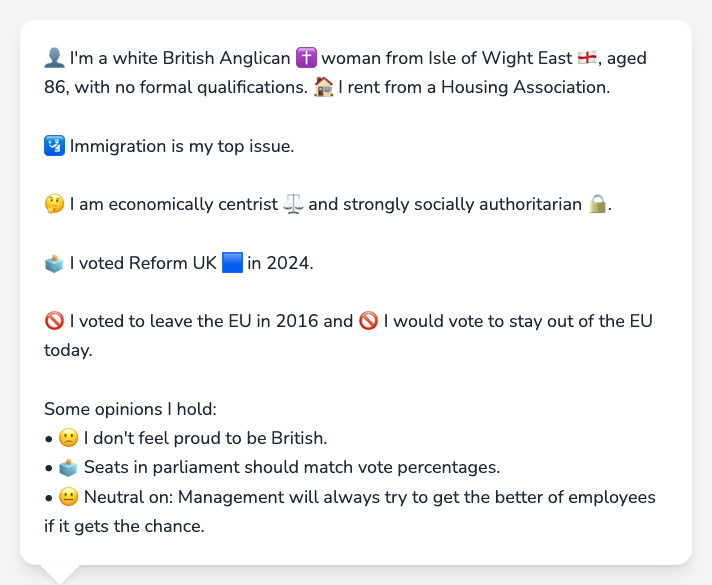 👤 I'm a white British Anglican ✝️ woman from Isle of Wight East 🏴󠁧󠁢󠁥󠁮󠁧󠁿, aged
86, with no formal qualifications. 🏠 I rent from a Housing Association.
🛂 Immigration is my top issue.
🤔 I am economically centrist ⚖️ and strongly socially authoritarian 🔒.
🗳️ I voted Reform UK 🟦 in 2024.
🚫 I voted to leave the EU in 2016 and 🚫 I would vote to stay out of the EU
today.
Some opinions I hold:
• 🙁 I don't feel proud to be British.
• 🗳️ Seats in parliament should match vote percentages.
• 😐 Neutral on: Management will always try to get the better of employees
if it gets the chance.